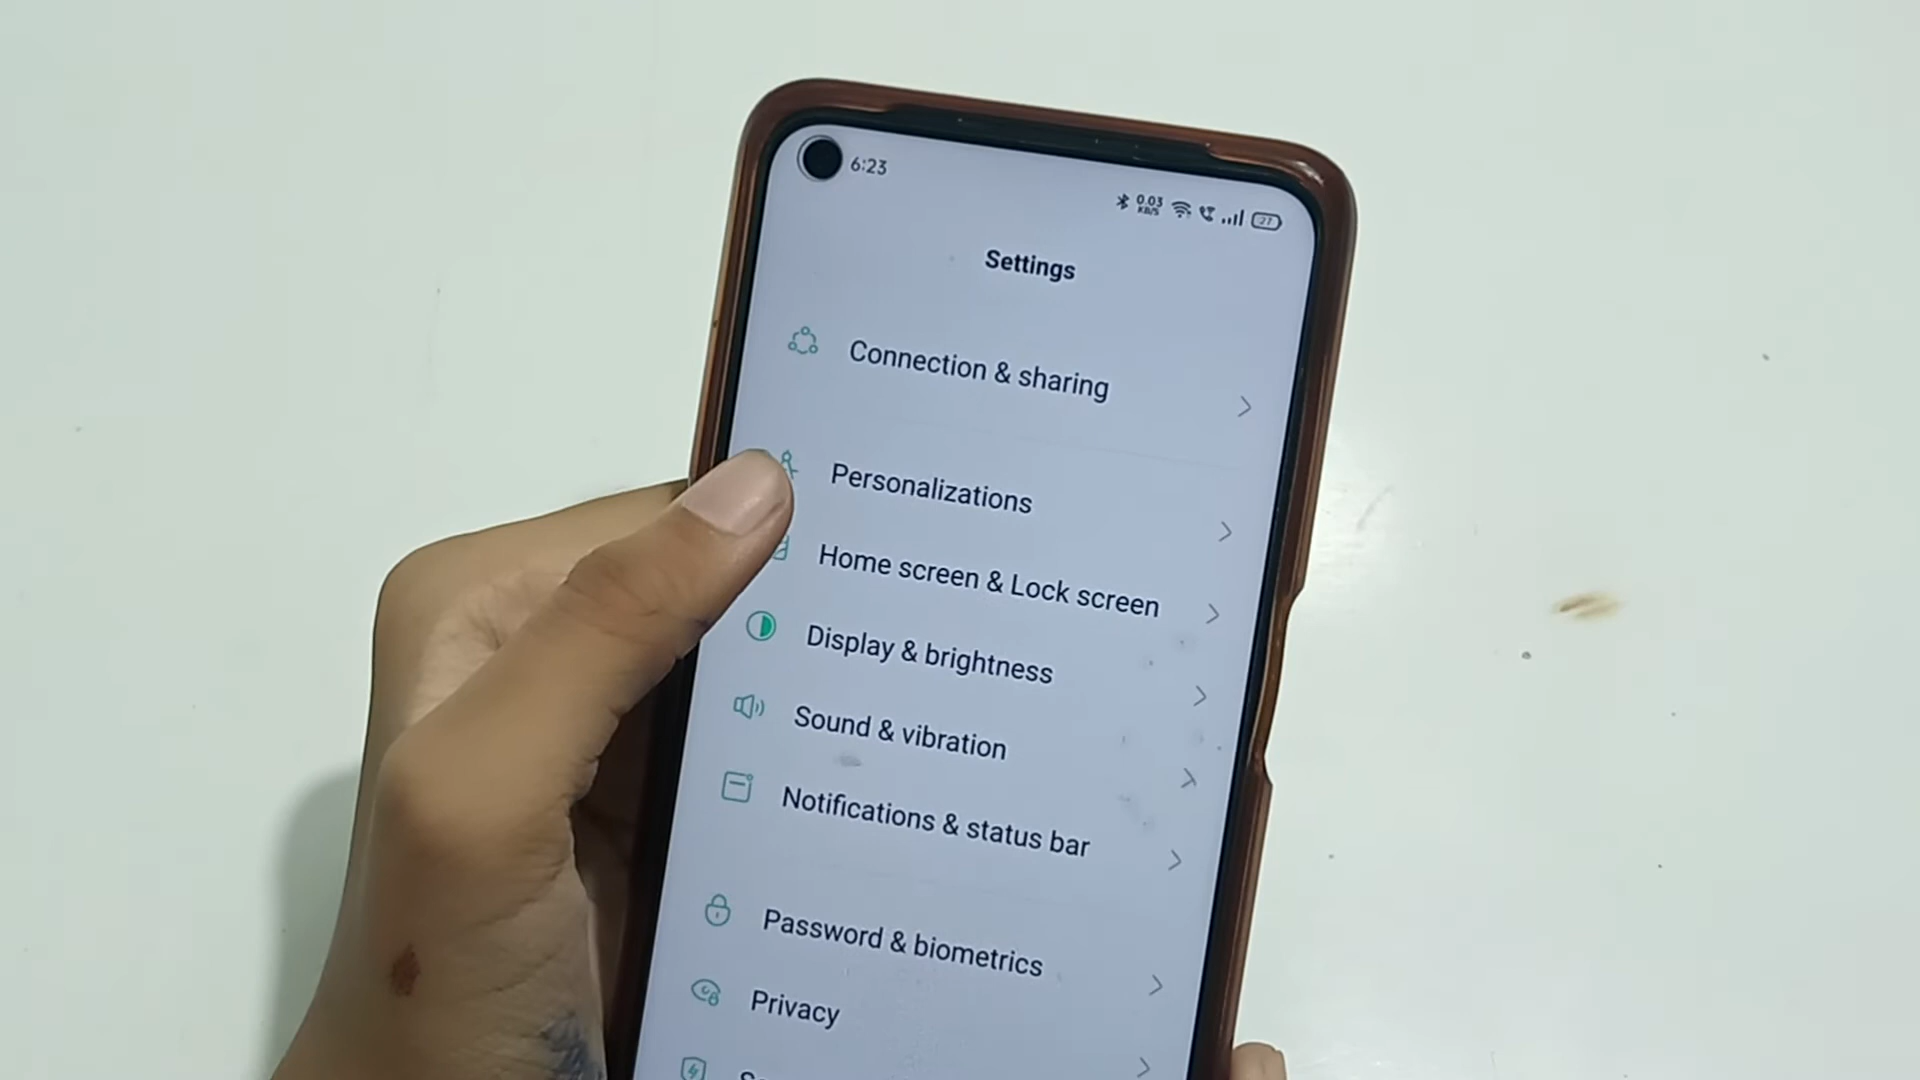 6:23
0.03
KB/S
27
Settings
Connection & sharing
Personalizations
Home screen & Lock screen
Display & brightness
Sound & vibration
Notifications & status bar
Password & biometrics
Privacy